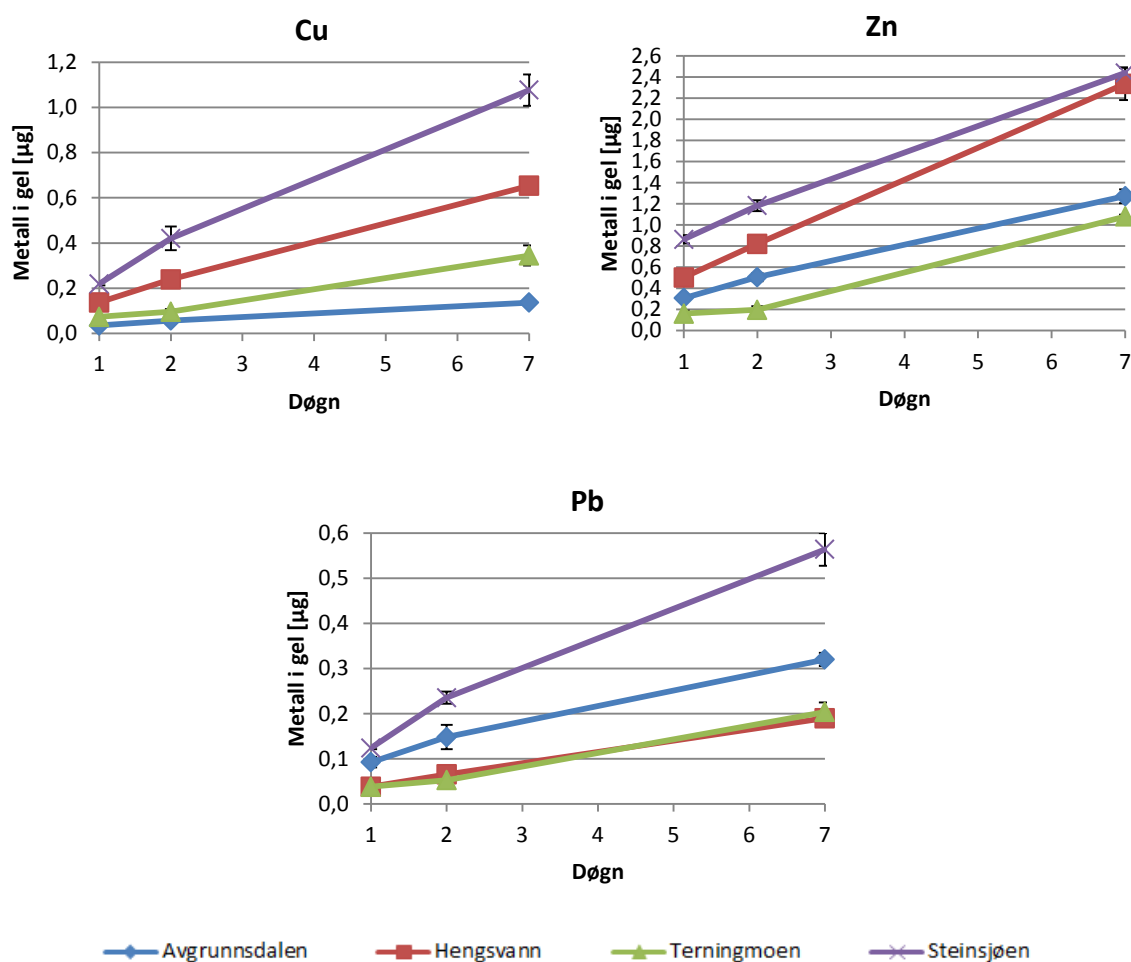 Cu
1,2
1,0
0,8
0,6
0,4
0,2
0,0
Metall i gel [µg]
1 2 3 4 5 6 7
Døgn
Zn
2,6
2,4
2,2
2,0
1,8
1,6
1,4
1,2
1,0
0,8
0,6
0,4
0,2
0,0
Metall i gel [µg]
1 2 3 4 5 6 7
Døgn
Pb
0,6
0,5
0,4
0,3
0,2
0,1
0,0
Metall i gel [µg]
1 2 3 4 5 6 7
Døgn
Avgrunnsdalen Hengsvann Terningmoen Steinsjøen